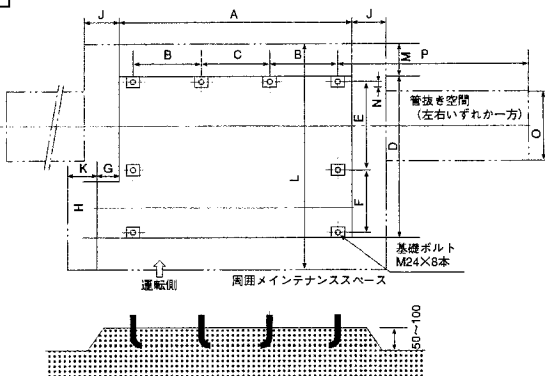 J
A
J
B
C
B
P
M
N
E
管抜き空間
(左右いずれか一方)
D
O
K
G
L
F
H
運転側
周囲メインテナンススペース
基礎ボルト
M24×8本
50~100